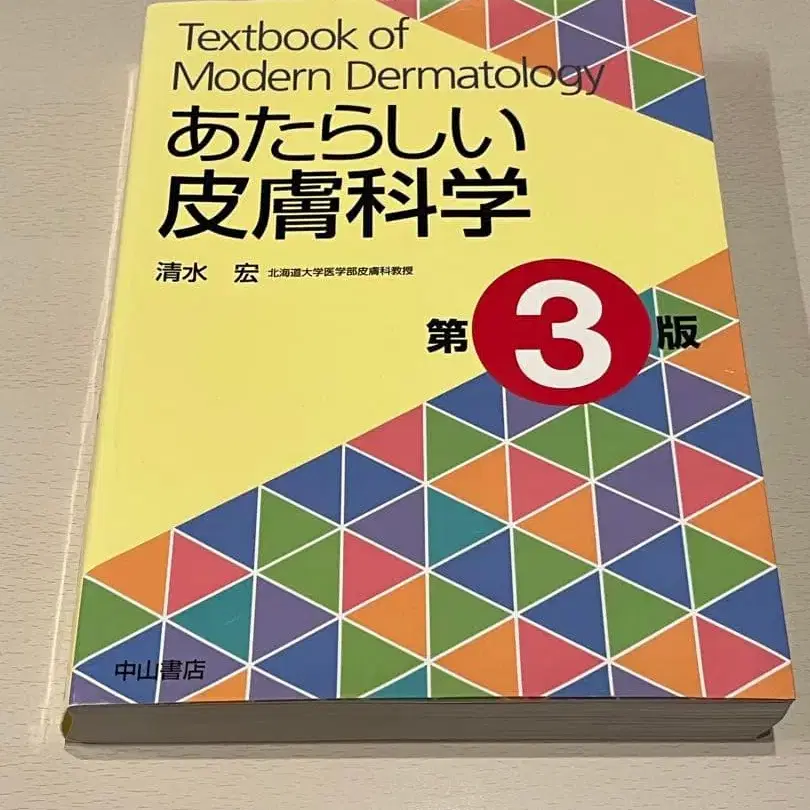 Textbook of
Modern Dermatology
あたらしい
皮膚科学
清水 宏 北海道大学医学部皮膚科教授
第3版
中山書店